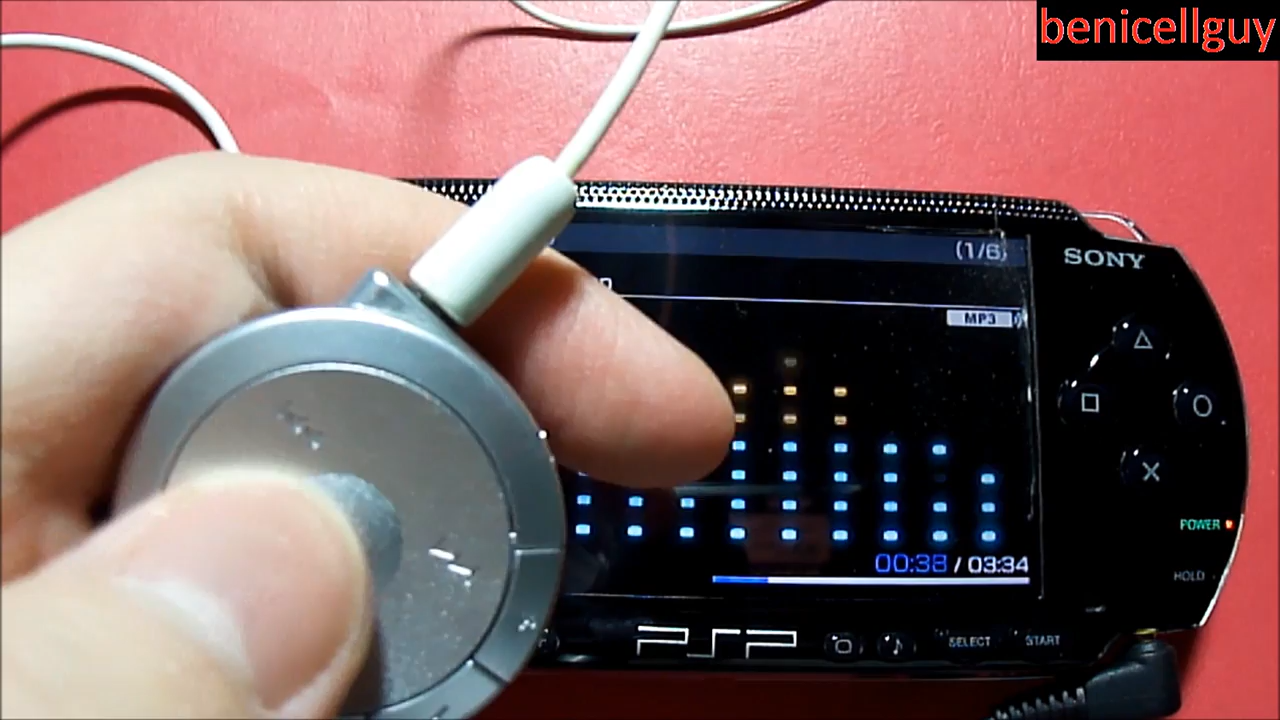 benicellguy
(1/6)
SONY
MP3
POWER
00:38 / 03:34
HOLD
PSP
SELECT
START